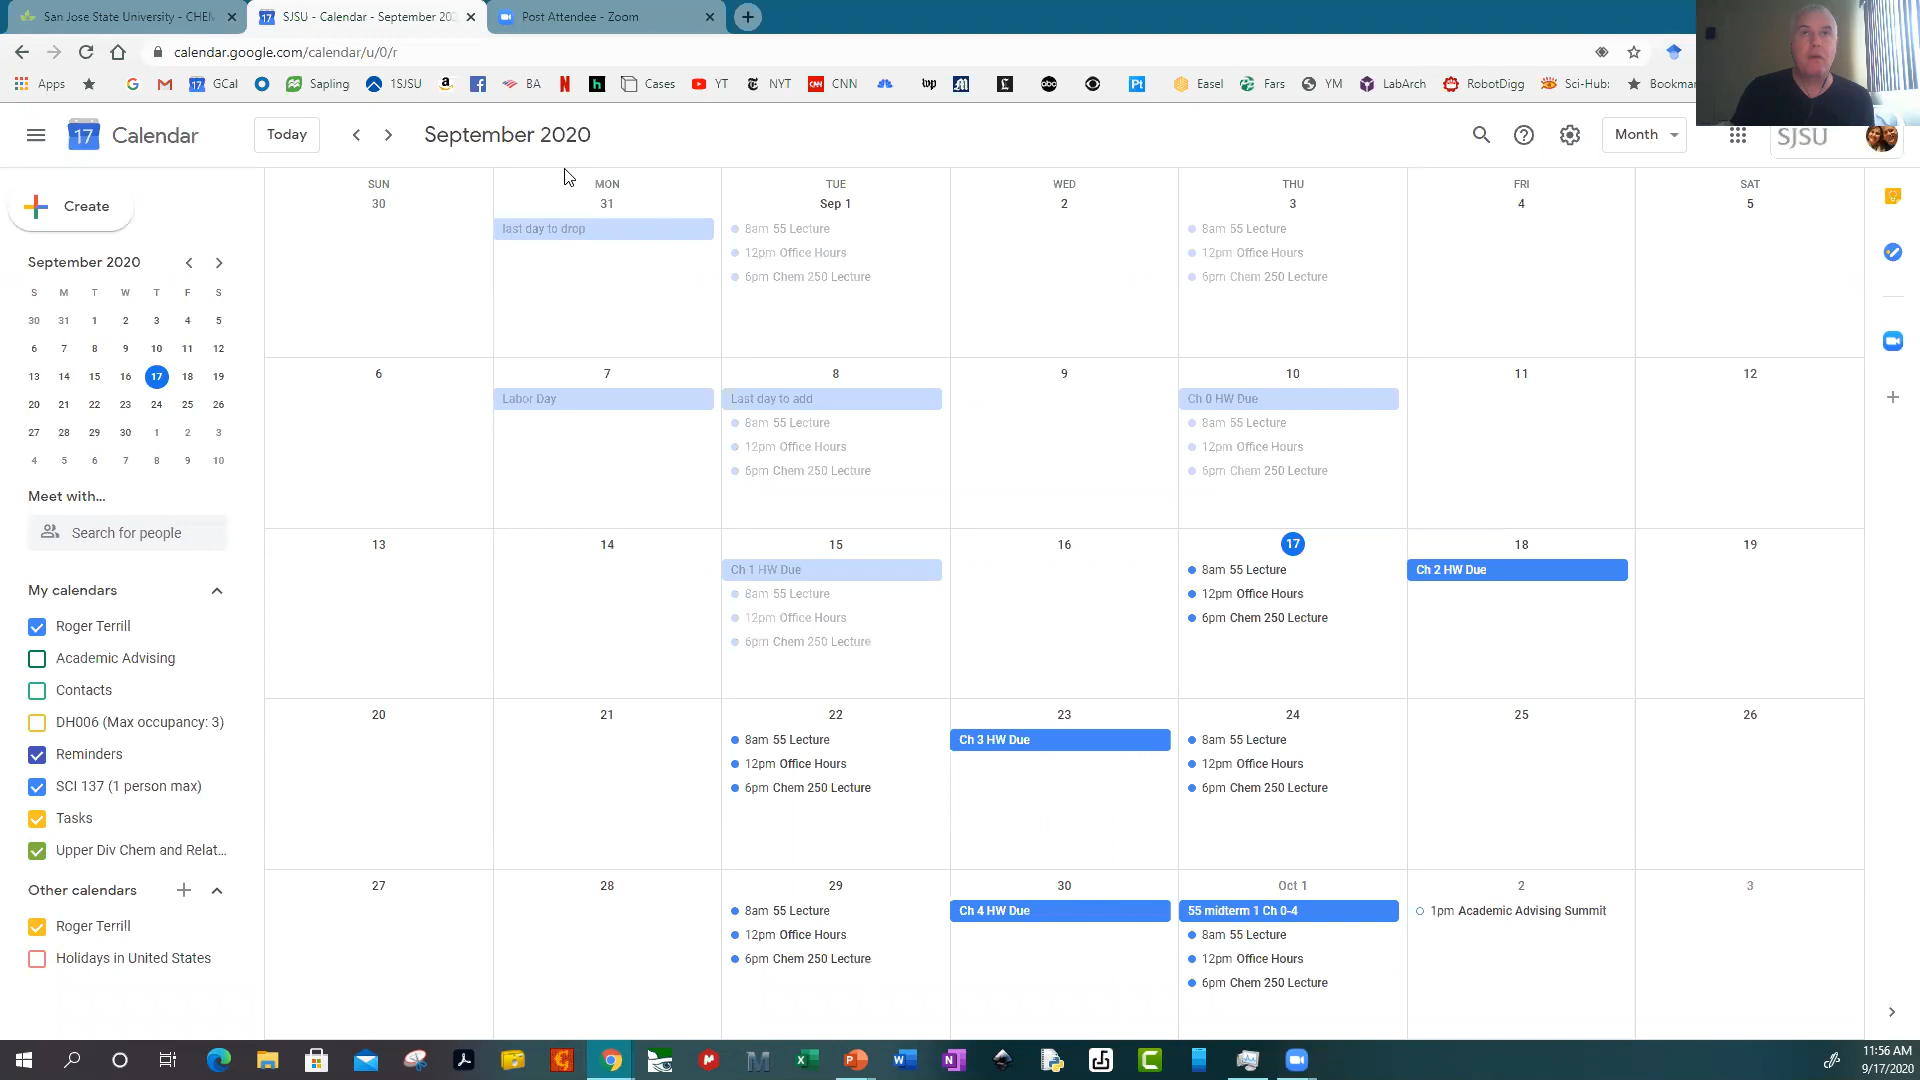 San Jose State University - CHEM
SJSU - Calendar - September 202
Post Attendee - Zoom
calendar.google.com/calendar/u/0/r
Apps
GCal
Sapling
1SJSU
BA
Cases
YT
NYT
CNN
Easel
Fars
YM
LabArch
RobotDigg
Sci-Hub:
Bookmar
17 Calendar
Today
September 2020
Month
SJSU
Create
SUN MON TUE WED THU FRI SAT
30 31 Sep 1 2 3 4 5
last day to drop
8am 55 Lecture
12pm Office Hours
6pm Chem 250 Lecture
8am 55 Lecture
12pm Office Hours
6pm Chem 250 Lecture
6 7 8 9 10 11 12
Labor Day
Last day to add
8am 55 Lecture
12pm Office Hours
6pm Chem 250 Lecture
Ch 0 HW Due
8am 55 Lecture
12pm Office Hours
6pm Chem 250 Lecture
13 14 15 16 17 18 19
Ch 1 HW Due
8am 55 Lecture
12pm Office Hours
6pm Chem 250 Lecture
8am 55 Lecture
12pm Office Hours
6pm Chem 250 Lecture
Ch 2 HW Due
20 21 22 23 24 25 26
8am 55 Lecture
12pm Office Hours
6pm Chem 250 Lecture
Ch 3 HW Due
8am 55 Lecture
12pm Office Hours
6pm Chem 250 Lecture
27 28 29 30 Oct 1 2 3
8am 55 Lecture
12pm Office Hours
6pm Chem 250 Lecture
Ch 4 HW Due
55 midterm 1 Ch 0-4
8am 55 Lecture
12pm Office Hours
6pm Chem 250 Lecture
1pm Academic Advising Summit
September 2020
S M T W T F S
30 31 1 2 3 4 5
6 7 8 9 10 11 12
13 14 15 16 17 18 19
20 21 22 23 24 25 26
27 28 29 30 1 2 3
4 5 6 7 8 9 10
Meet with...
Search for people
My calendars
Roger Terrill
Academic Advising
Contacts
DH006 (Max occupancy: 3)
Reminders
SCI 137 (1 person max)
Tasks
Upper Div Chem and Relat...
Other calendars
Roger Terrill
Holidays in United States
11:56 AM
9/17/2020